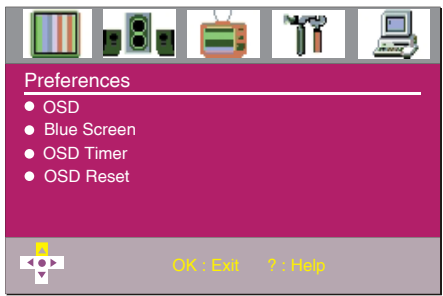 Preferences
OSD
Blue Screen
OSD Timer
OSD Reset
OK : Exit ? : Help